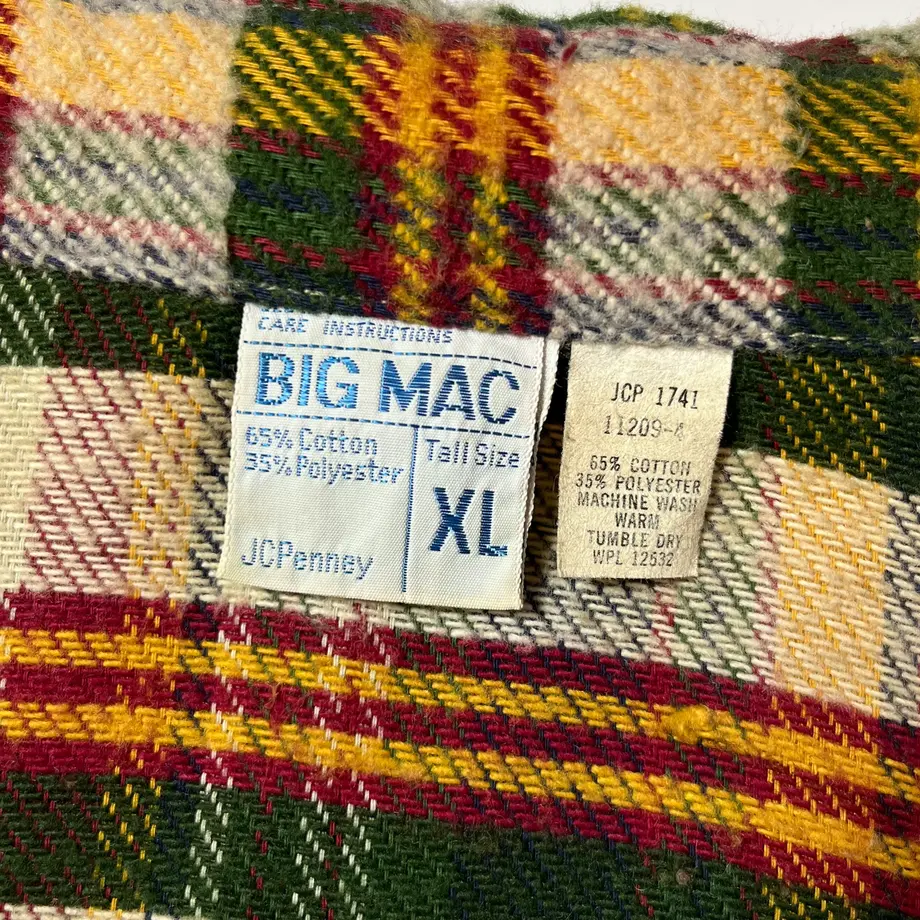 CARE INSTRUCTIONS
BIG MAC
65% Cotton
35% Polyester
Tall Size
XL
JCPenney
JCP 1741
11209-4
65% COTTON
35% POLYESTER
MACHINE WASH
WARM
TUMBLE DRY
WPL 12532